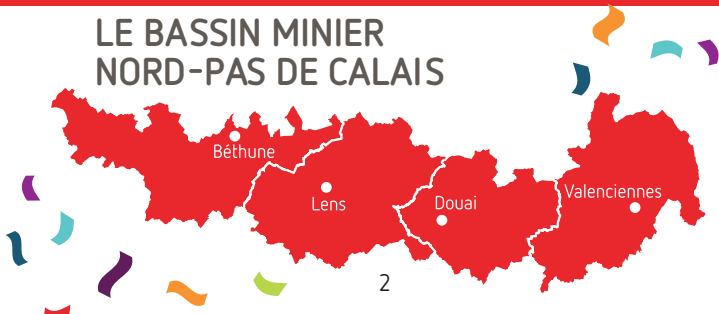 LE BASSIN MINIER
NORD-PAS DE CALAIS
Béthune
Lens
Douai
Valenciennes
2